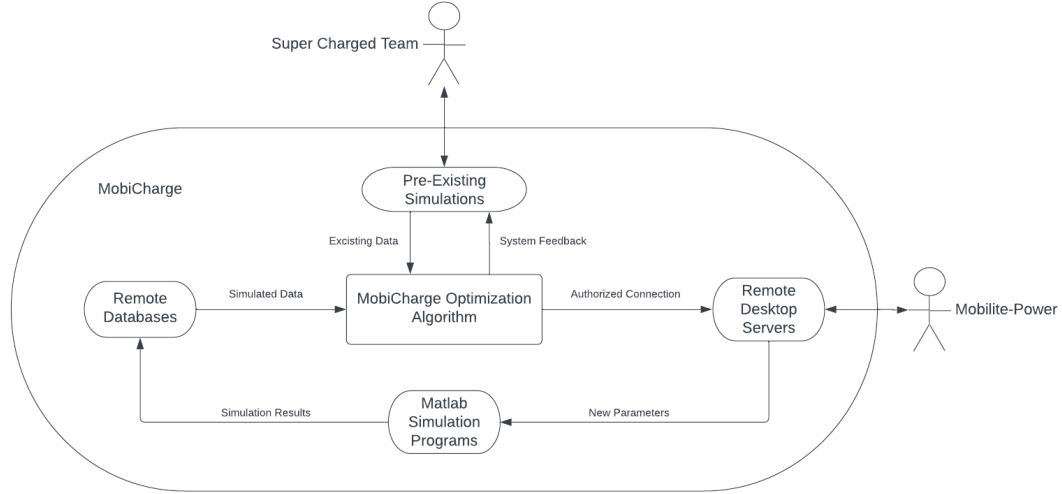 Super Charged Team
MobiCharge
Pre-Existing
Simulations
Excisting Data
System Feedback
Remote
Databases
Simulated Data
MobiCharge Optimization
Algorithm
Authorized Connection
Remote
Desktop
Servers
Mobilite-Power
Simulation Results
Matlab
Simulation
Programs
New Parameters